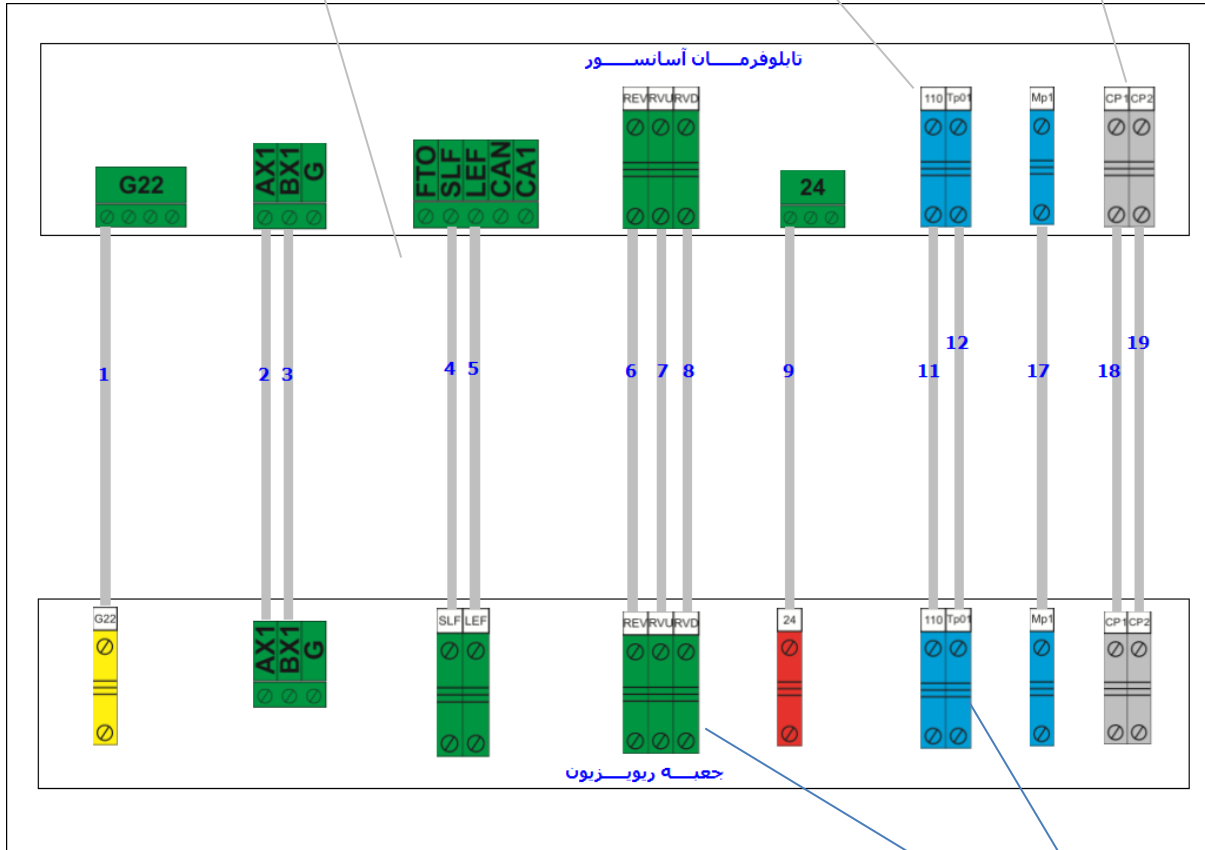 تابلوفرمـــان آسانســـور
REV RVU RVD
110 Tp01
Mp1
CP1 CP2
G22
AX1 BX1 G
FTO SLF LEF CAN CA1
24
12
19
1
2 3
4 5
6 7 8
9
11
17
18
G22
AX1 BX1 G
SLF LEF
REV RVU RVD
24
110 Tp01
Mp1
CP1 CP2
جعبـــه ریویـــزیون